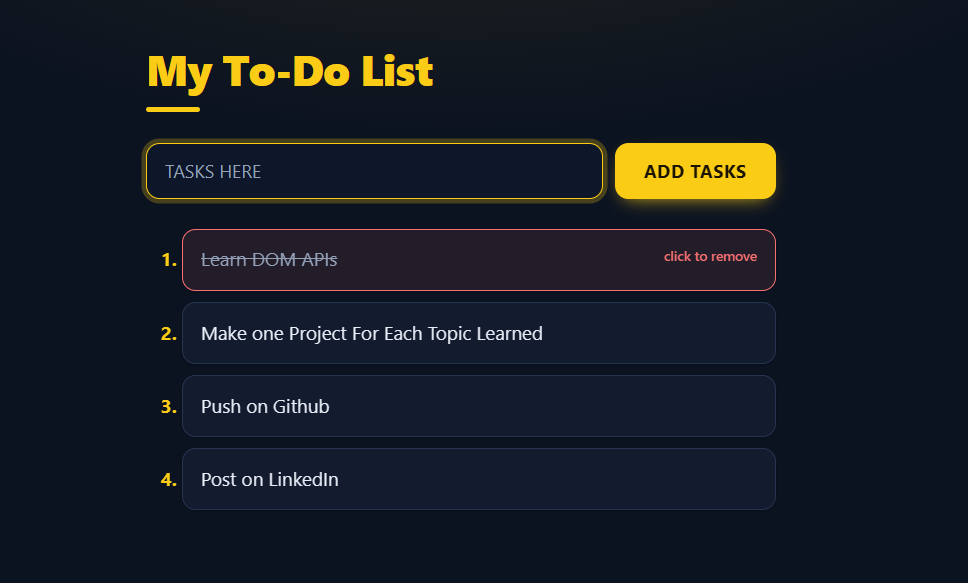 My To-Do List
TASKS HERE
ADD TASKS
1. Learn DOM APIs click to remove
2. Make one Project For Each Topic Learned
3. Push on Github
4. Post on LinkedIn